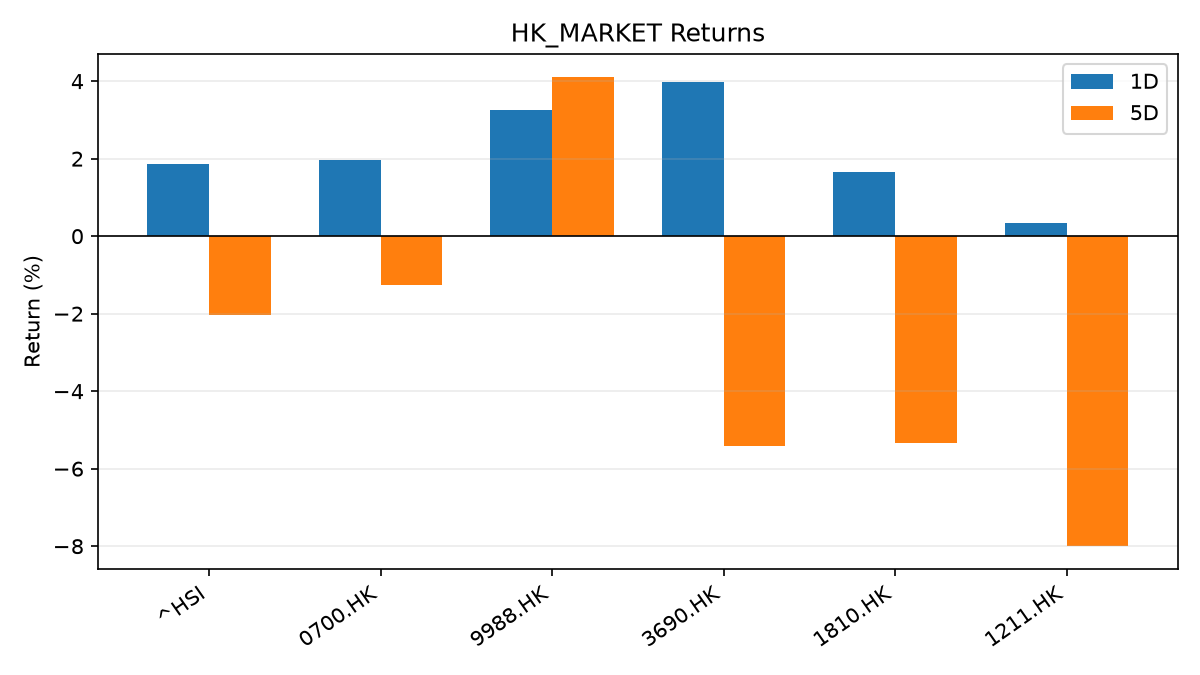 HK_MARKET Returns
1D
5D
Return (%)
4
2
0
−2
−4
−6
−8
^HSI
0700.HK
9988.HK
3690.HK
1810.HK
1211.HK